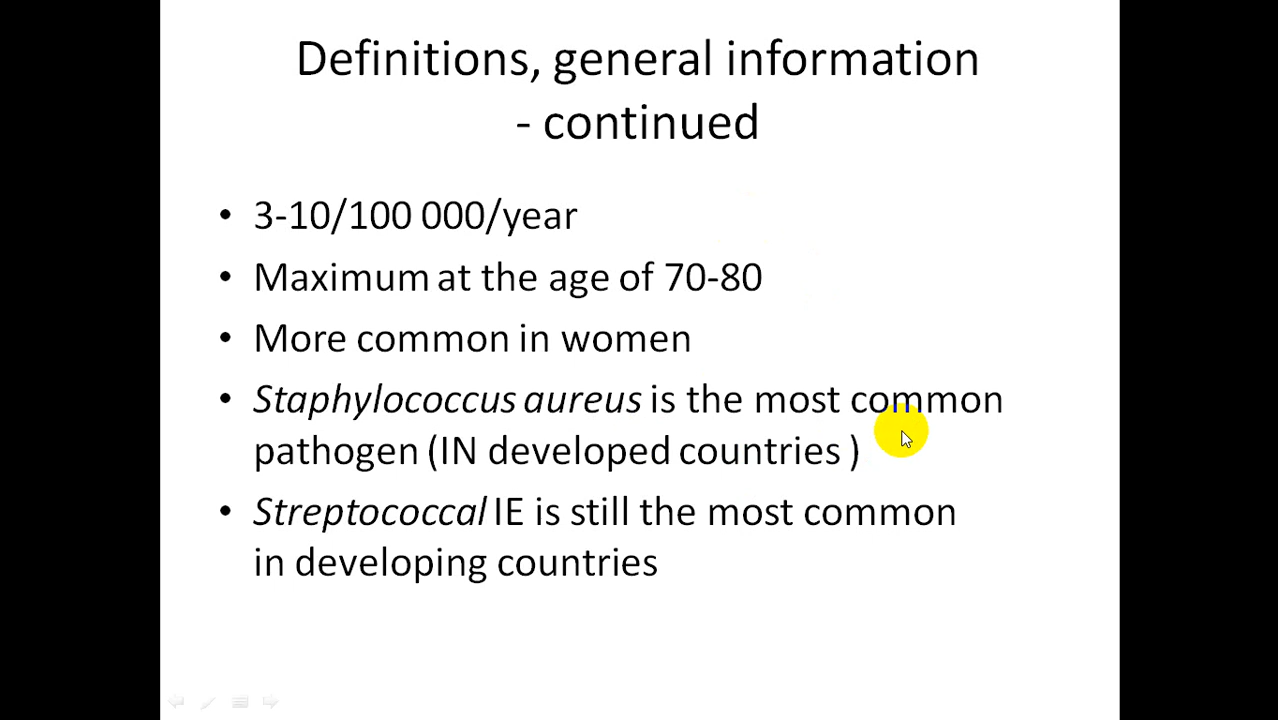 Definitions, general information
- continued
• 3-10/100 000/year
• Maximum at the age of 70-80
• More common in women
• Staphylococcus aureus is the most common
pathogen (IN developed countries )
• Streptococcal IE is still the most common
in developing countries